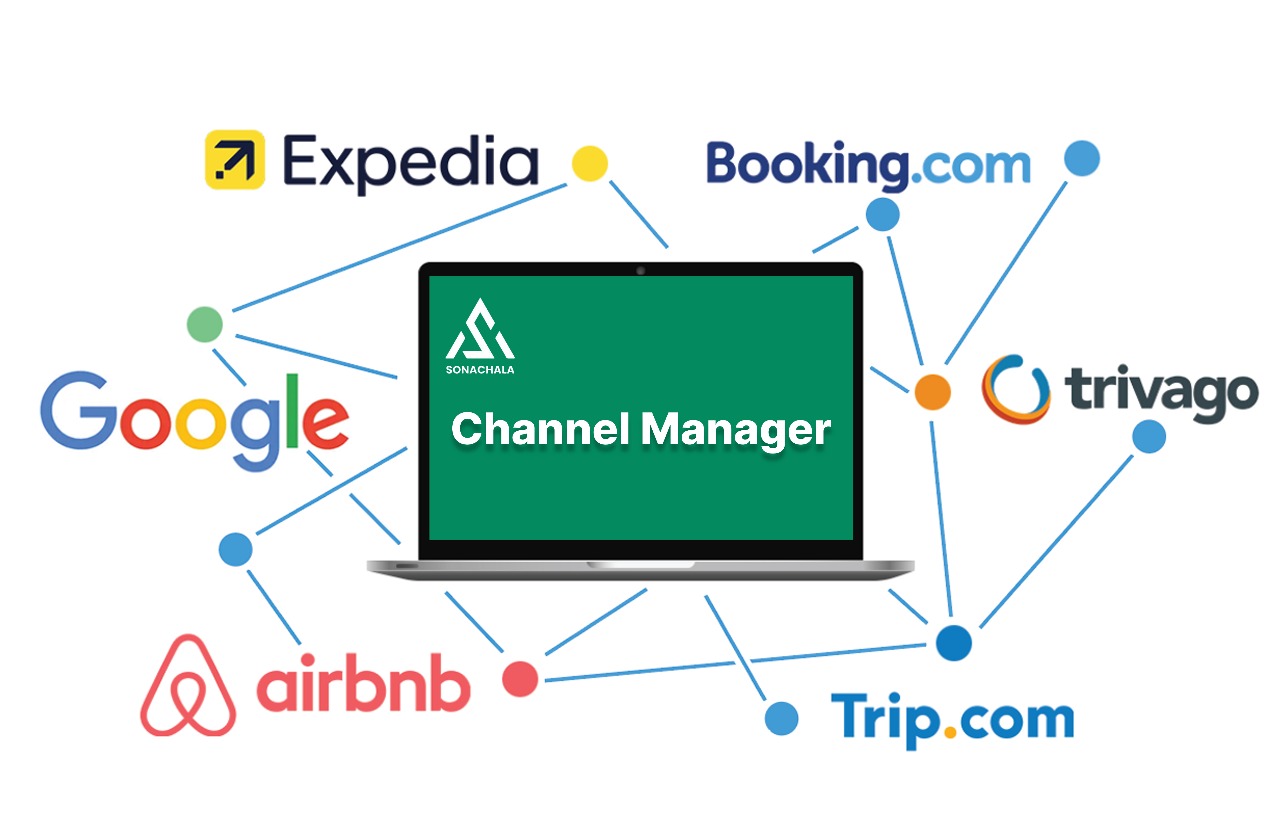 Expedia
Booking.com
SONACHALA
Channel Manager
Google
trivago
airbnb
Trip.com